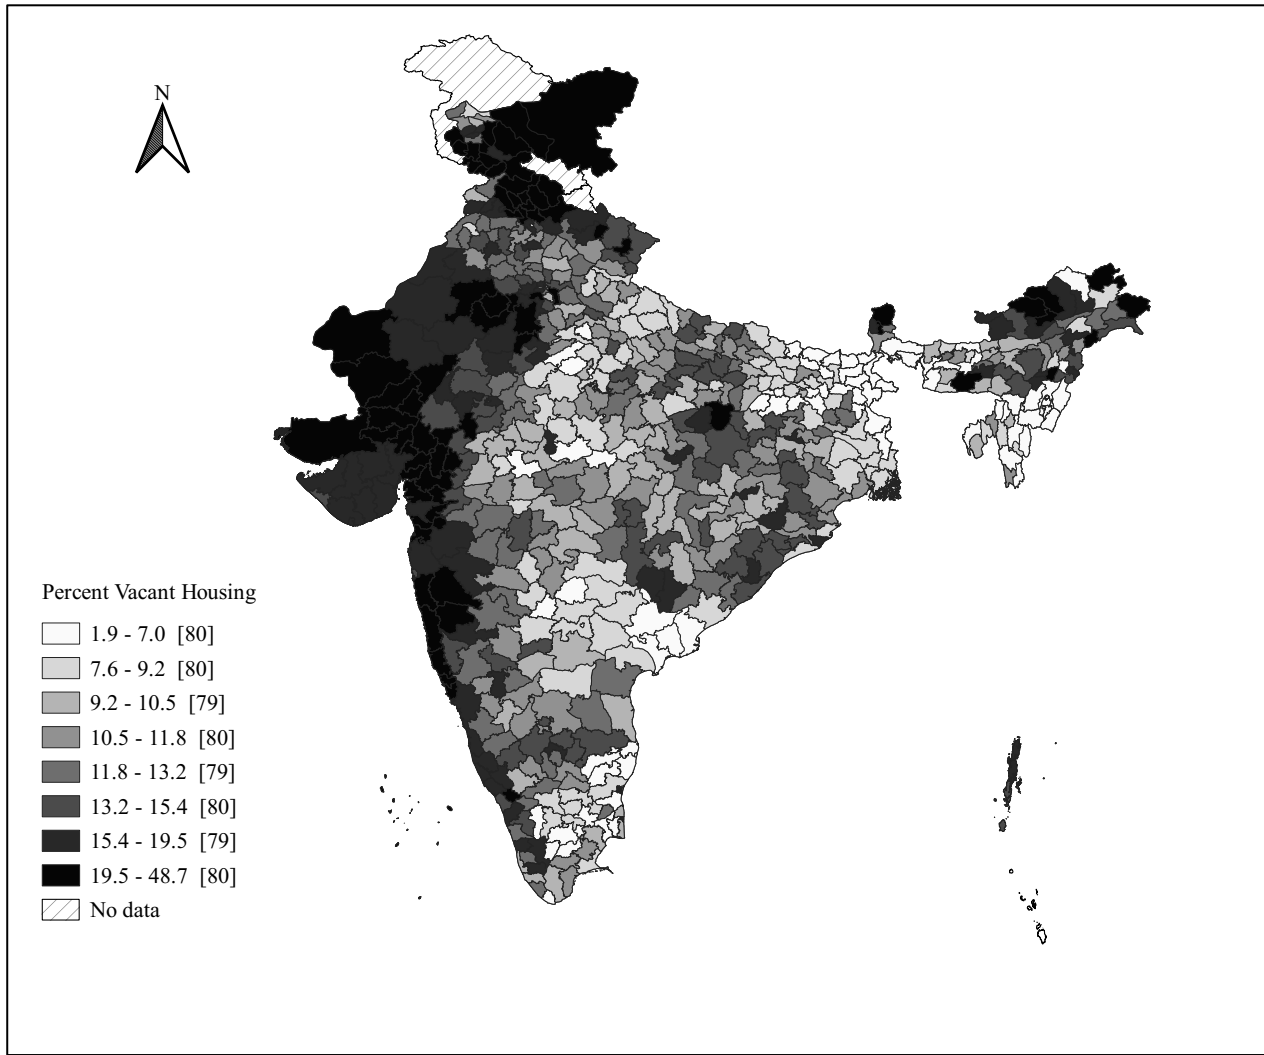 N
Percent Vacant Housing
1.9 - 7.0 [80]
7.6 - 9.2 [80]
9.2 - 10.5 [79]
10.5 - 11.8 [80]
11.8 - 13.2 [79]
13.2 - 15.4 [80]
15.4 - 19.5 [79]
19.5 - 48.7 [80]
No data